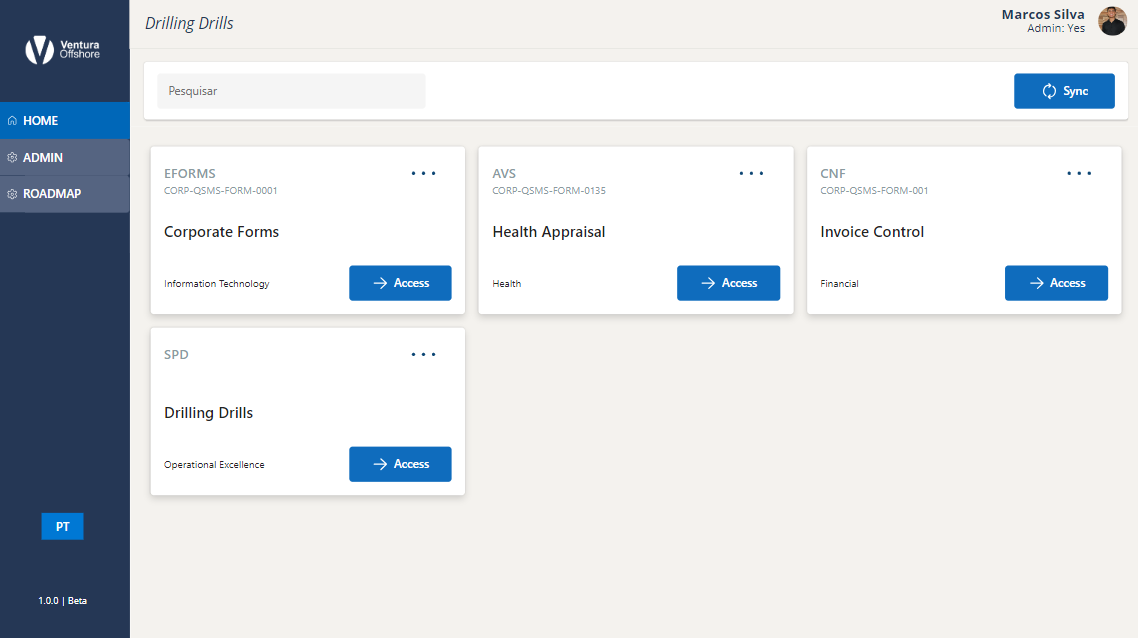 Ventura
Offshore
Drilling Drills
Marcos Silva
Admin: Yes
Pesquisar
Sync
HOME
ADMIN
ROADMAP
EFORMS
CORP-QSMS-FORM-0001
Corporate Forms
Information Technology
Access
AVS
CORP-QSMS-FORM-0135
Health Appraisal
Health
Access
CNF
CORP-QSMS-FORM-001
Invoice Control
Financial
Access
SPD
Drilling Drills
Operational Excellence
Access
PT
1.0.0 | Beta